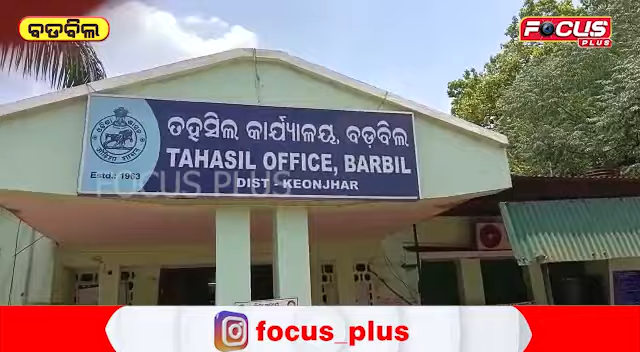 ବଡବିଲ
FOCUS
PLUS
ତହସିଲ କାର୍ଯ୍ୟାଳୟ, ବଡ଼ବିଲ
TAHASIL OFFICE, BARBIL
Estd.: 1963
DIST - KEONJHAR
FOCUS PLUS
focus_plus